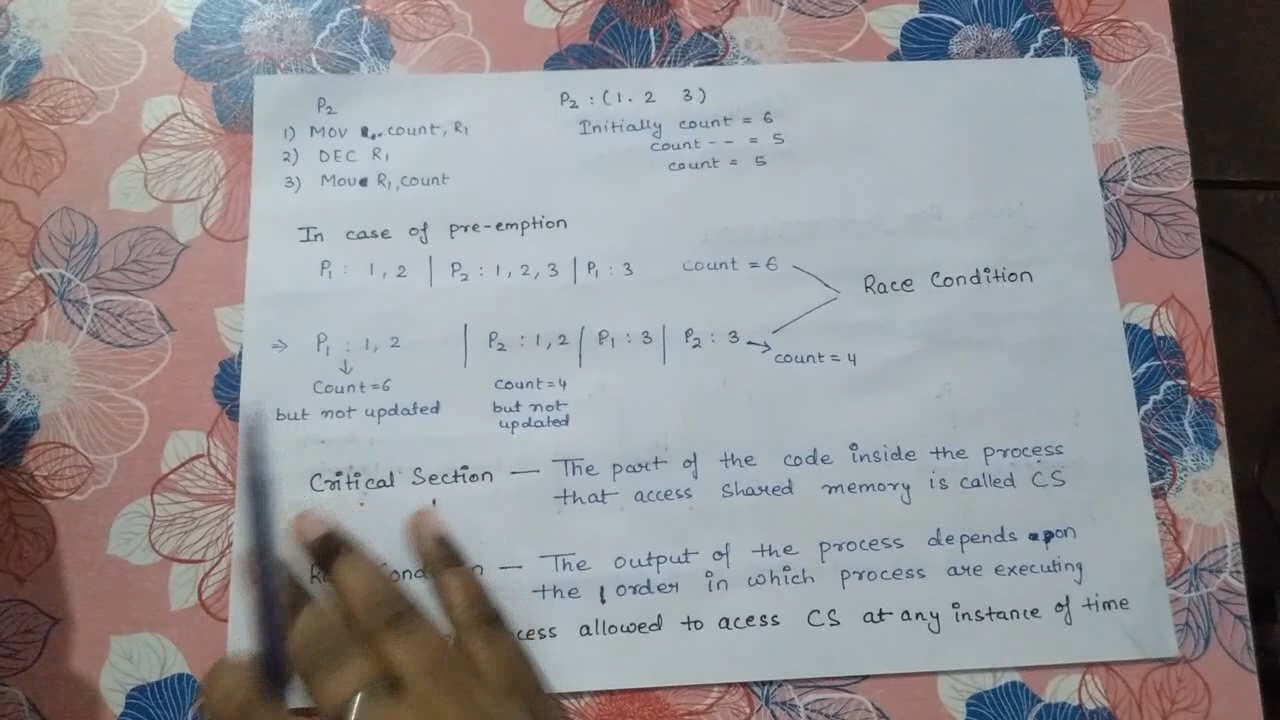 P2
1) Mov count, R1
2) DEC R1
3) Move R1, count
P2 : (1. 2 3)
Initially count = 6
count - - = 5
count = 5
In case of pre-emption
P1 : 1, 2 | P2 : 1, 2, 3 | P1 : 3 count = 6
Race Condition
⇒ P1 : 1, 2 | P2 : 1, 2 | P1 : 3 | P2 : 3 → count = 4
↓
Count = 6
but not updated
count = 4
but not
updated
Critical Section — The part of the code inside the process
that access shared memory is called CS
— The output of the process depends upon
the order in which process are executing
allowed to acess CS at any instance of time